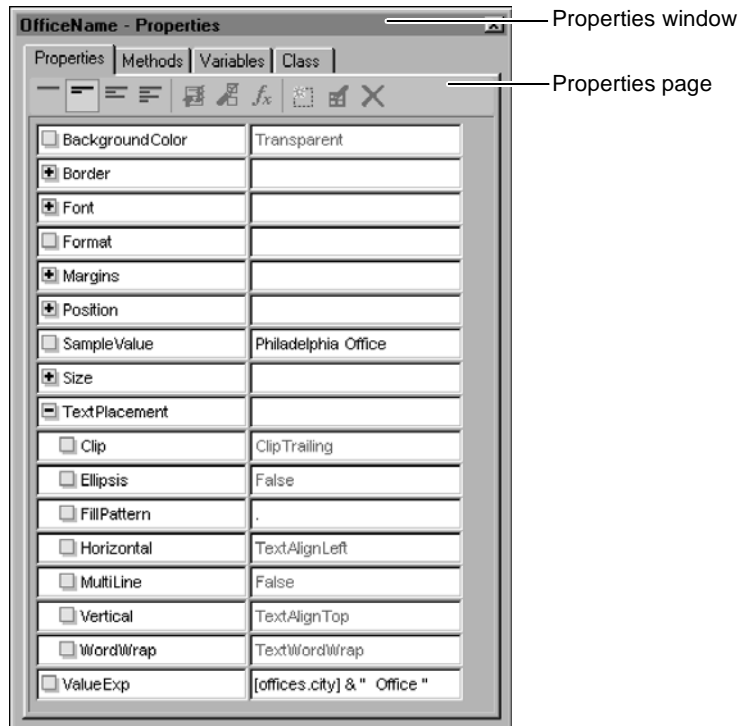 OfficeName - Properties
Properties window
Properties Methods Variables Class
Properties page
fx
BackgroundColor Transparent
Border
Font
Format
Margins
Position
SampleValue Philadelphia Office
Size
TextPlacement
Clip ClipTrailing
Ellipsis False
FillPattern .
Horizontal TextAlignLeft
MultiLine False
Vertical TextAlignTop
WordWrap TextWordWrap
ValueExp [offices.city] & " Office "